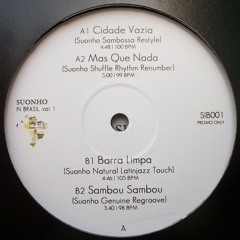 A1 Cidade Vazia
(Suonho Sambossa Restyle)
4:48 | 100 BPM
A2 Mas Que Nada
(Suonho Shuffle Rhythm Renumber)
5:00 | 99 BPM
SUONHO
IN BRASIL vol. 1
SIB001
PROMO ONLY
B1 Barra Limpa
(Suonho Natural Latinjazz Touch)
4:46 | 105 BPM
B2 Sambou Sambou
(Suonho Genuine Regroove)
3:40 | 98 BPM
A